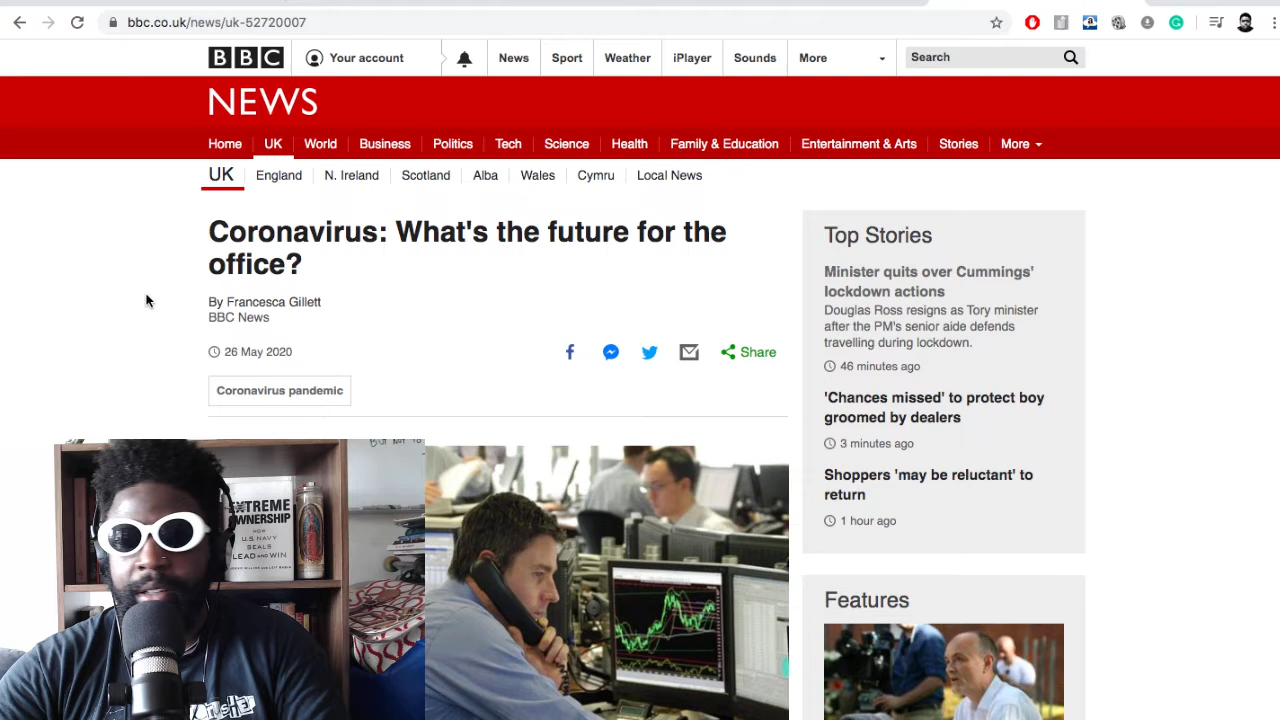 bbc.co.uk/news/uk-52720007
BBC
Your account
News
Sport
Weather
iPlayer
Sounds
More
Search
NEWS
Home
UK
World
Business
Politics
Tech
Science
Health
Family & Education
Entertainment & Arts
Stories
More
UK
England
N. Ireland
Scotland
Alba
Wales
Cymru
Local News
Coronavirus: What's the future for the
office?
By Francesca Gillett
BBC News
26 May 2020
Share
Coronavirus pandemic
Top Stories
Minister quits over Cummings'
lockdown actions
Douglas Ross resigns as Tory minister
after the PM's senior aide defends
travelling during lockdown.
46 minutes ago
'Chances missed' to protect boy
groomed by dealers
3 minutes ago
Shoppers 'may be reluctant' to
return
1 hour ago
Features
BUT NOT
EXTREME
OWNERSHIP
HOW
U.S. NAVY
SEALS
LEAD AND WIN